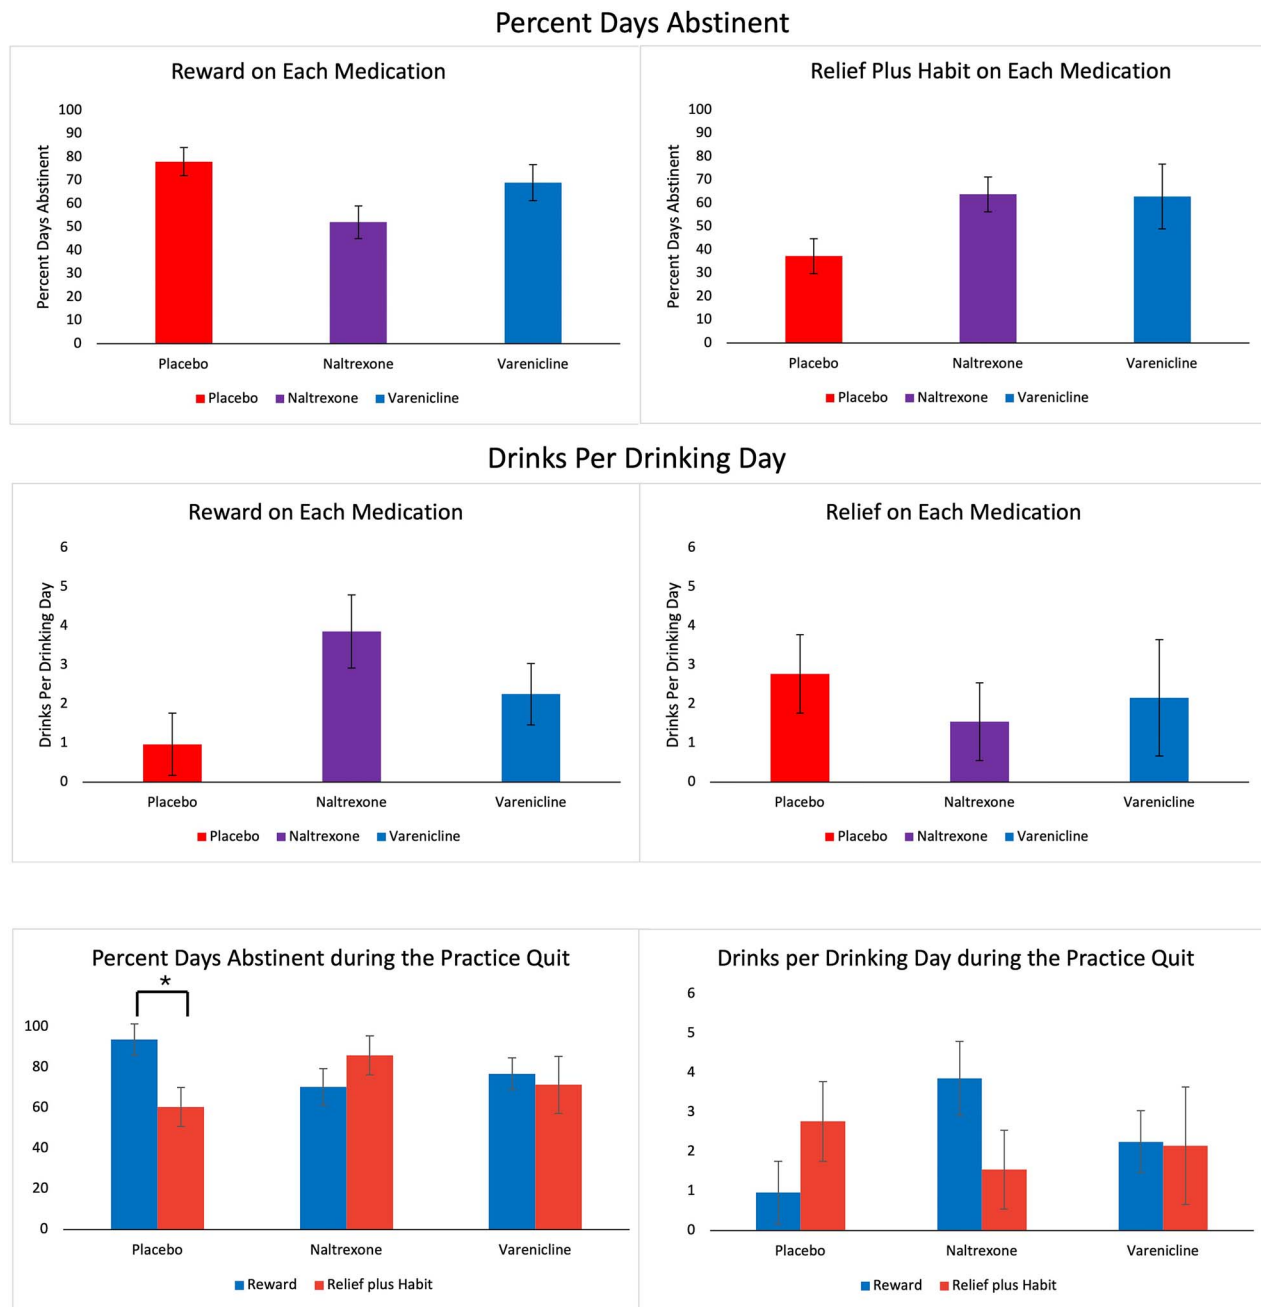 Percent Days Abstinent
Reward on Each Medication
100
90
80
70
60
50
40
30
20
10
0
Percent Days Abstinent
Placebo
Naltrexone
Varenicline
Placebo Naltrexone Varenicline
Relief Plus Habit on Each Medication
100
90
80
70
60
50
40
30
20
10
0
Percent Days Abstinent
Placebo
Naltrexone
Varenicline
Placebo Naltrexone Varenicline
Drinks Per Drinking Day
Reward on Each Medication
6
5
4
3
2
1
0
Drinks Per Drinking Day
Placebo
Naltrexone
Varenicline
Placebo Naltrexone Varenicline
Relief on Each Medication
6
5
4
3
2
1
0
Drinks Per Drinking Day
Placebo
Naltrexone
Varenicline
Placebo Naltrexone Varenicline
Percent Days Abstinent during the Practice Quit
*
100
80
60
40
20
0
Placebo
Naltrexone
Varenicline
Reward Relief plus Habit
Drinks per Drinking Day during the Practice Quit
6
5
4
3
2
1
0
Placebo
Naltrexone
Varenicline
Reward Relief plus Habit